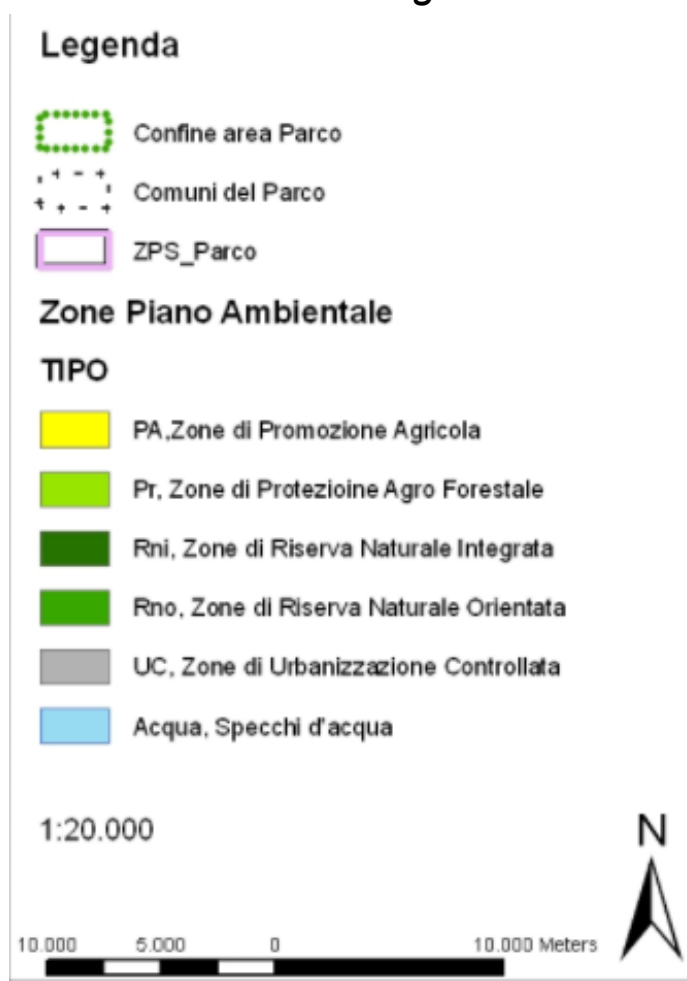 Legenda
Confine area Parco
Comuni del Parco
ZPS_Parco
Zone Piano Ambientale
TIPO
PA,Zone di Promozione Agricola
Pr, Zone di Protezioine Agro Forestale
Rni, Zone di Riserva Naturale Integrata
Rno, Zone di Riserva Naturale Orientata
UC, Zone di Urbanizzazione Controllata
Acqua, Specchi d'acqua
1:20.000
N
10.000 5.000 0 10.000 Meters